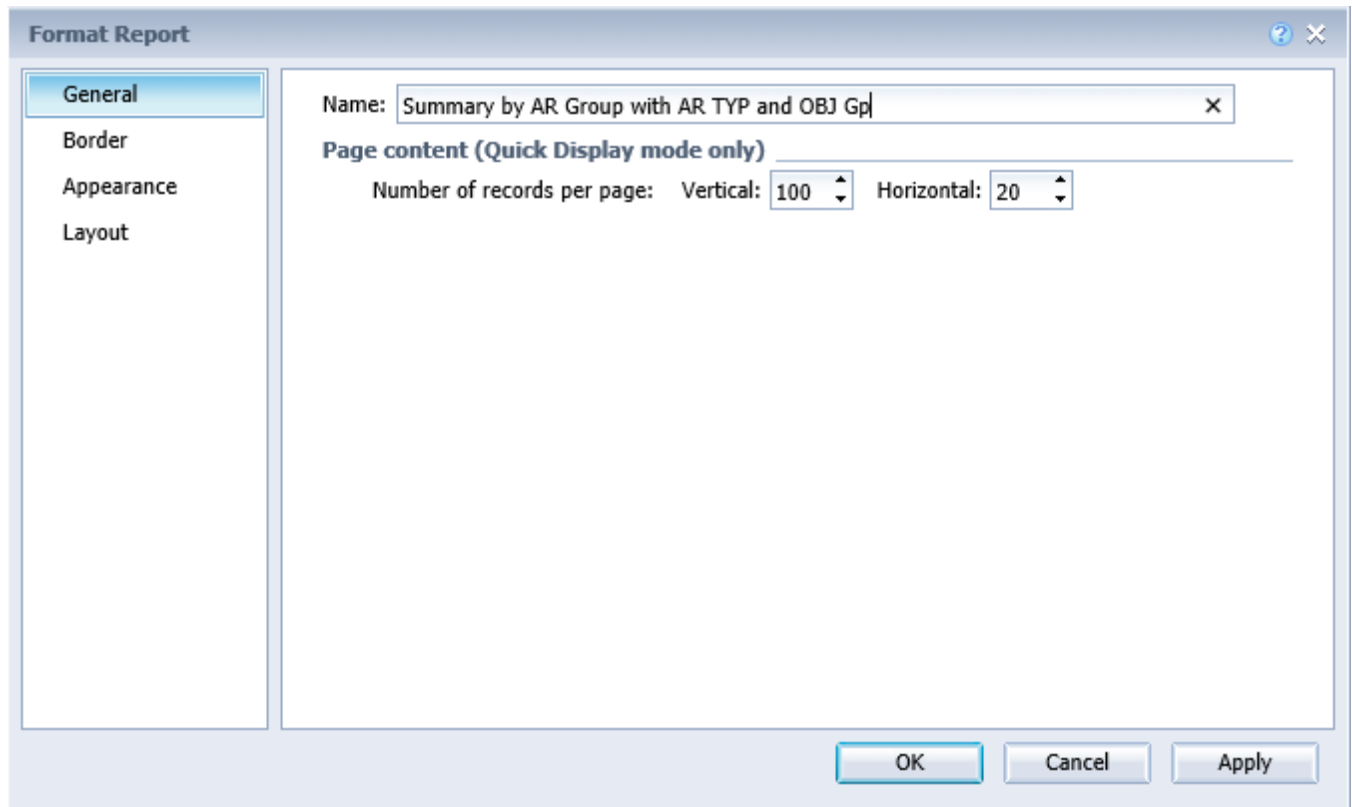 Format Report
General
Border
Appearance
Layout
Name: Summary by AR Group with AR TYP and OBJ Gp
Page content (Quick Display mode only)
Number of records per page: Vertical: 100 Horizontal: 20
OK Cancel Apply